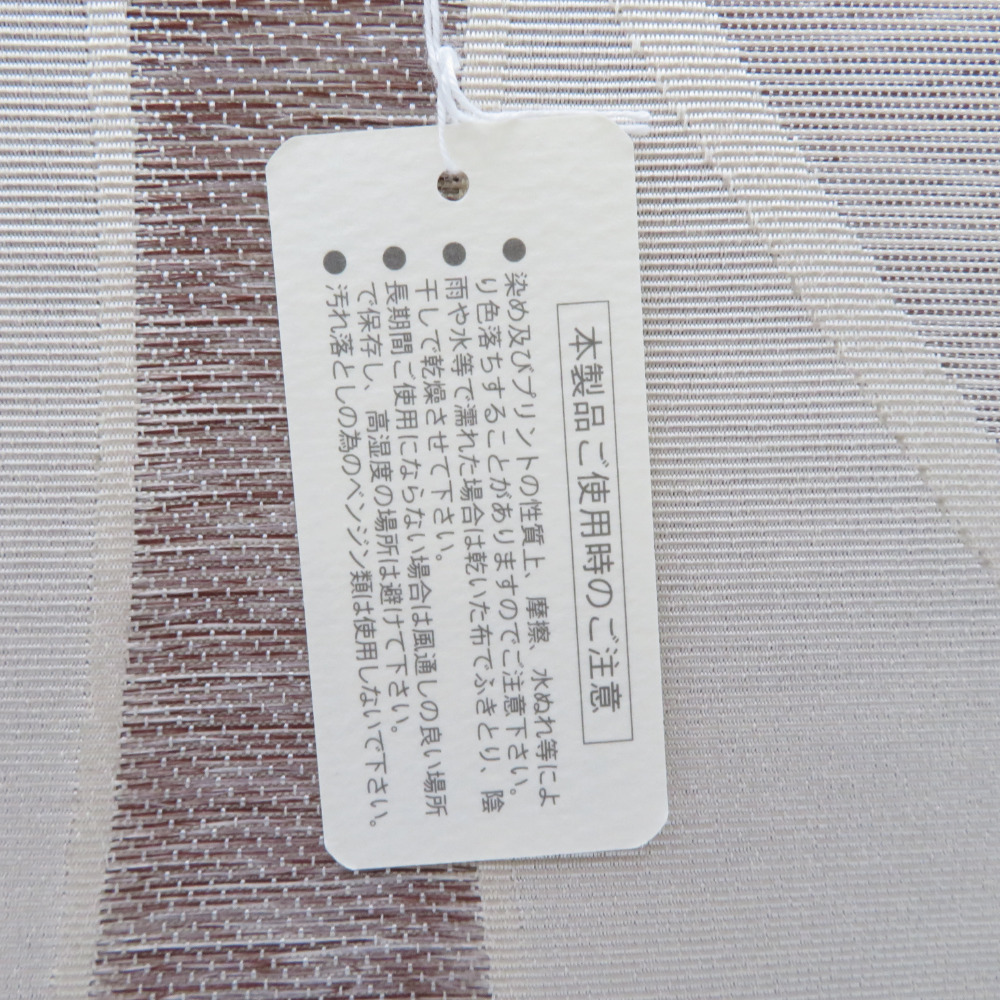 本製品ご使用時のご注意
●染め及びプリントの性質上、摩擦、水ぬれ等によ
り色落ちすることがありますのでご注意下さい。
●雨や水等で濡れた場合は乾いた布でふきとり、陰
干しで乾燥させて下さい。
●長期間ご使用にならない場合は風通しの良い場所
で保存し、高湿度の場所は避けて下さい。
●汚れ落としの為のベンジン類は使用しないで下さい。